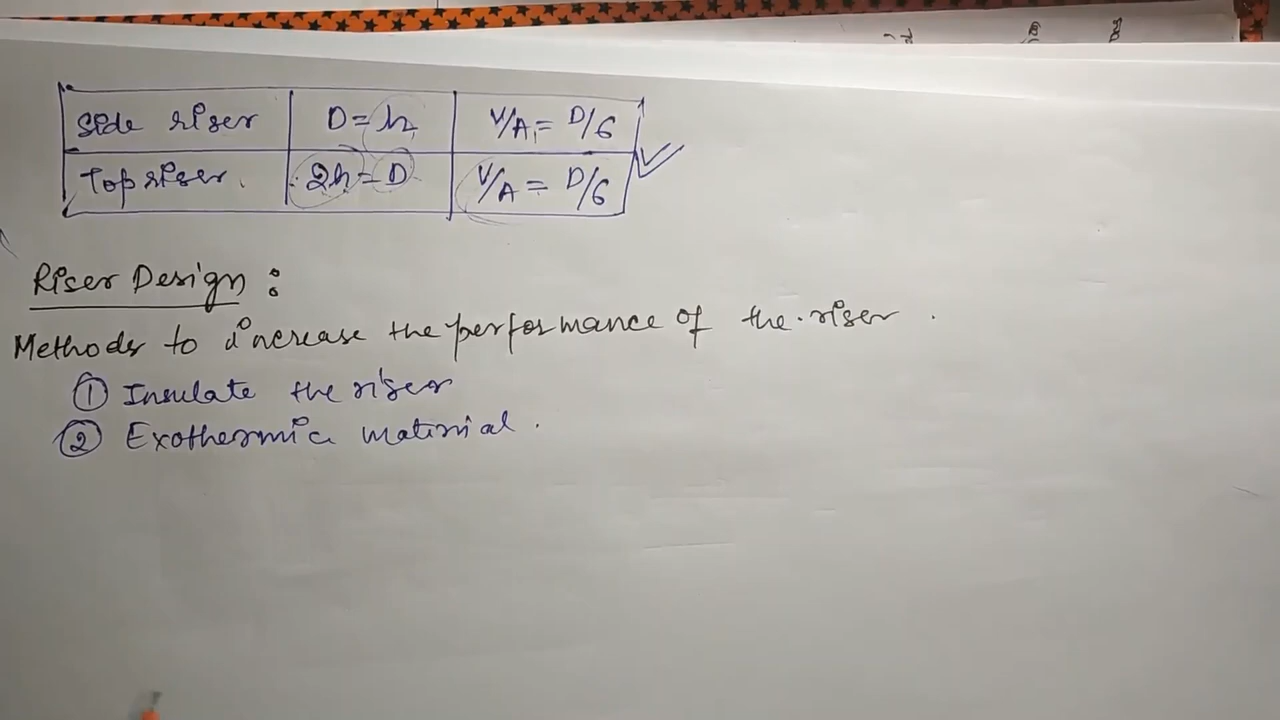 Side riser D = h V/A = D/6
Top riser. 2h = D V/A = D/6
Riser Design :
Methods to increase the performance of the riser .
① Insulate the riser
② Exothermic material .